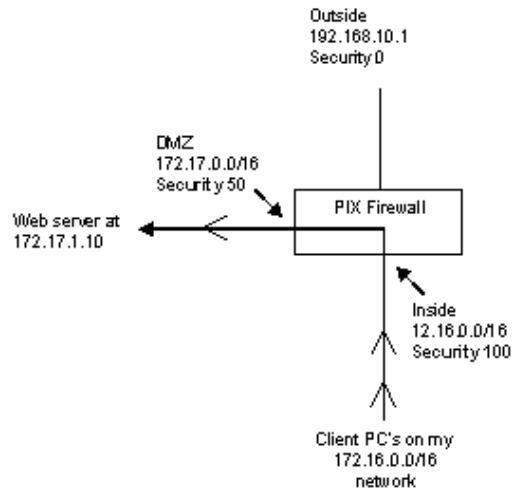 Outside
192.168.10.1
Security 0
DMZ
172.17.0.0/16
Security 50
PIX Firewall
Web server at
172.17.1.10
Inside
12.16.0.0/16
Security 100
Client PC's on my
172.16.0.0/16
network